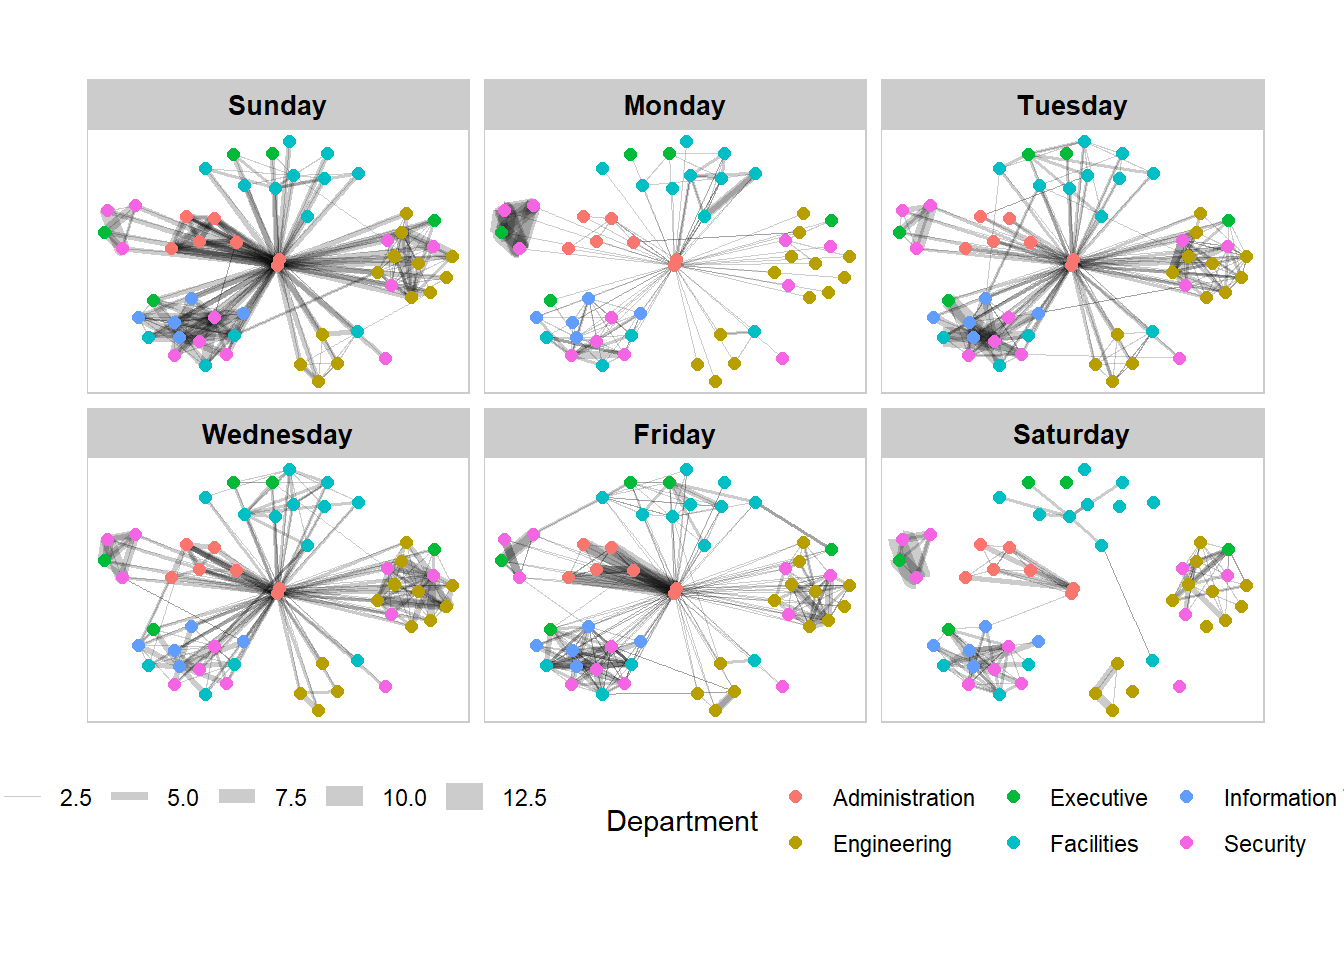 Sunday
Monday
Tuesday
Wednesday
Friday
Saturday
2.5 5.0 7.5 10.0 12.5
Department
Administration Executive Information
Engineering Facilities Security